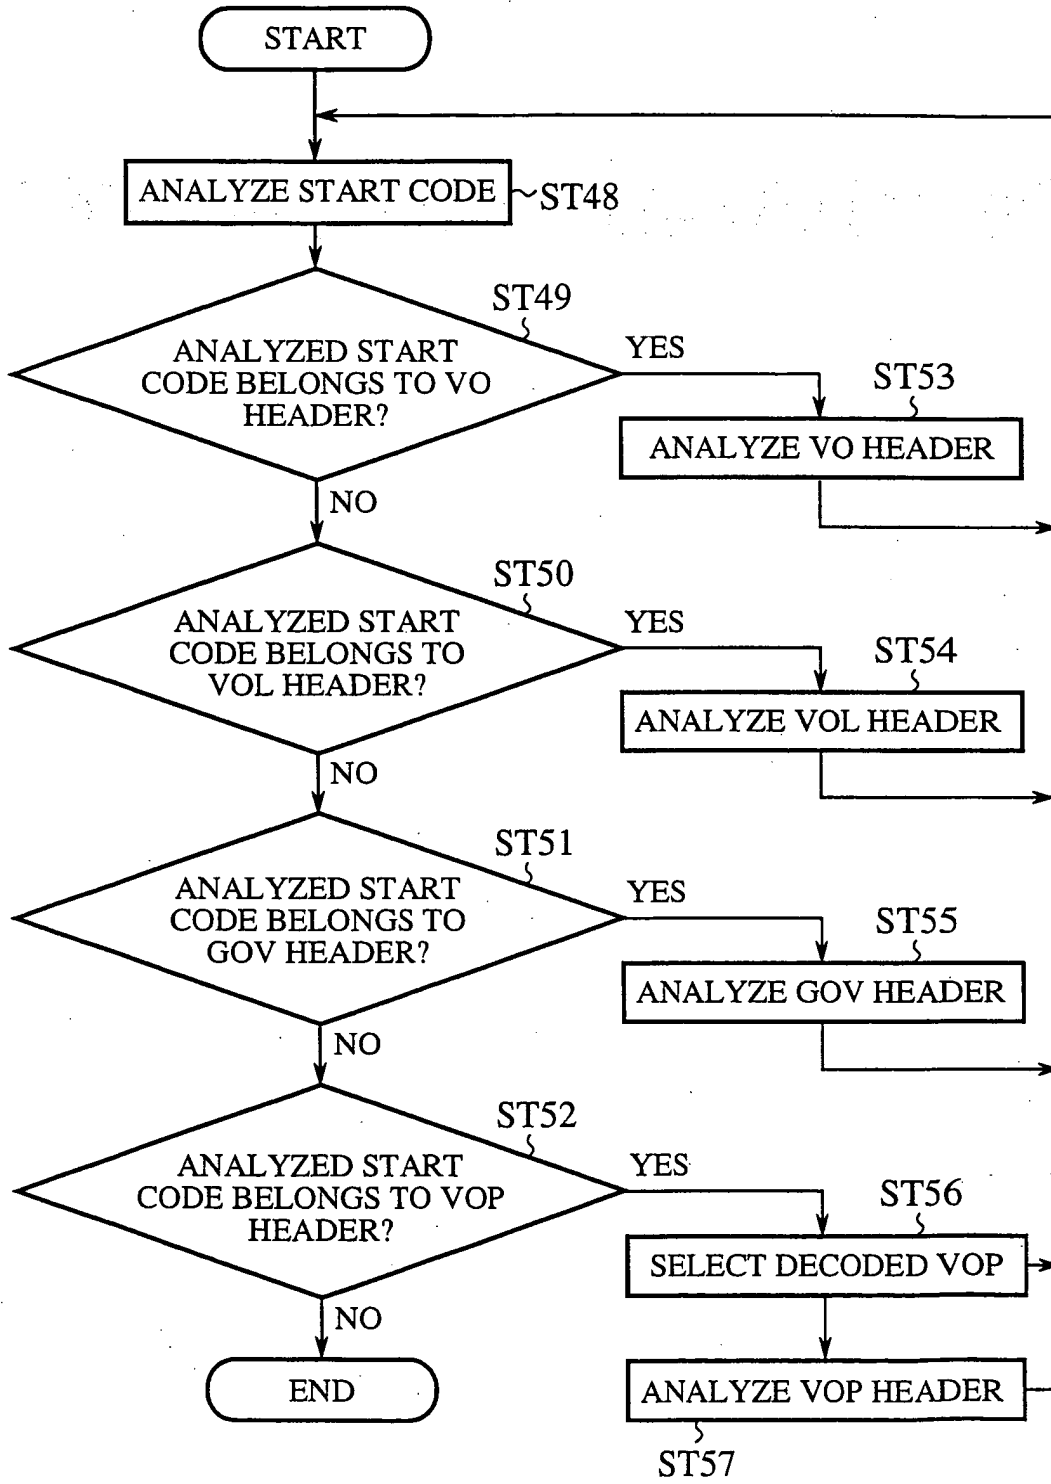 START
ANALYZE START CODE
ST48
ST49
ANALYZED START
CODE BELONGS TO VO
HEADER?
YES
ST53
ANALYZE VO HEADER
NO
ST50
ANALYZED START
CODE BELONGS TO
VOL HEADER?
YES
ST54
ANALYZE VOL HEADER
NO
ST51
ANALYZED START
CODE BELONGS TO
GOV HEADER?
YES
ST55
ANALYZE GOV HEADER
NO
ST52
ANALYZED START
CODE BELONGS TO VOP
HEADER?
YES
ST56
SELECT DECODED VOP
NO
END
ANALYZE VOP HEADER
ST57